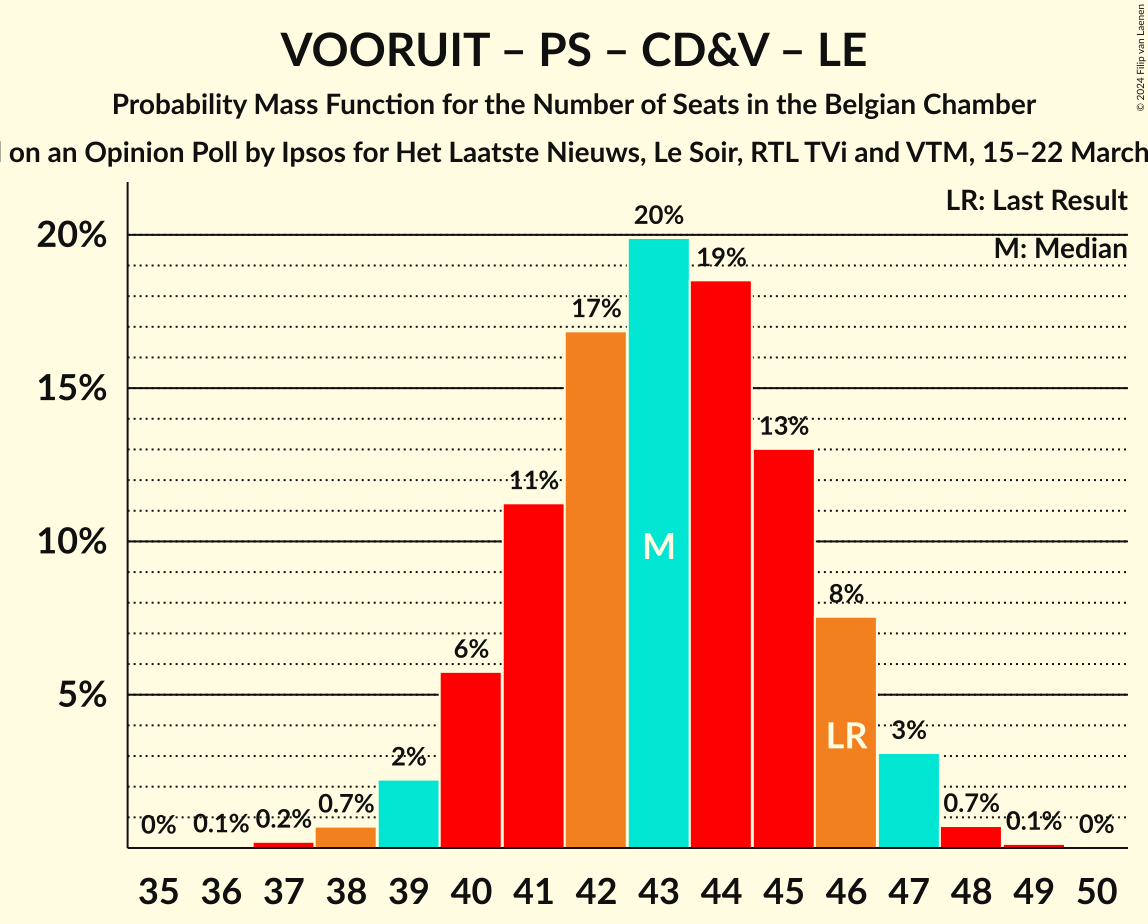 VOORUIT – PS – CD&V – LE
Probability Mass Function for the Number of Seats in the Belgian Chamber
on an Opinion Poll by Ipsos for Het Laatste Nieuws, Le Soir, RTL TVi and VTM, 15–22 March
© 2024 Filip van Laenen
LR: Last Result
M: Median
20%
15%
10%
5%
0%
0.1%
0.2%
0.7%
2%
6%
11%
17%
20%
19%
13%
8%
3%
0.7%
0.1%
0%
M
LR
35 36 37 38 39 40 41 42 43 44 45 46 47 48 49 50